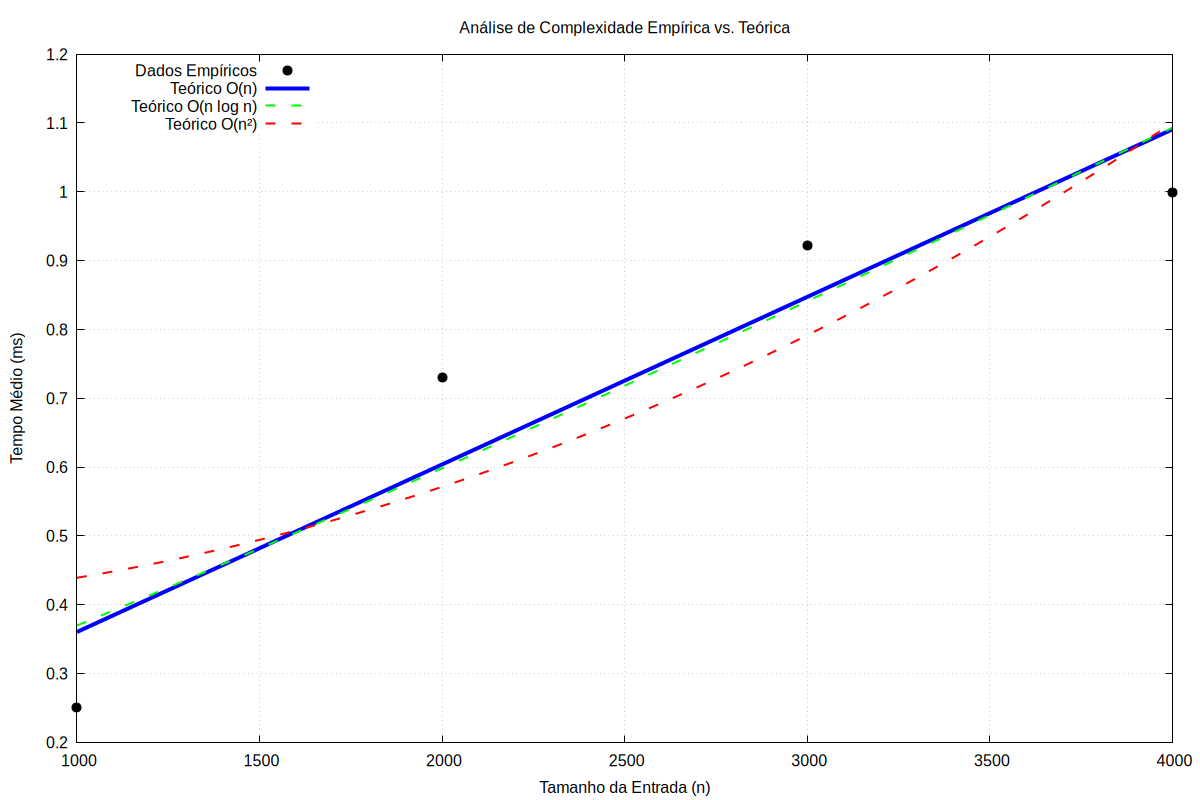 Análise de Complexidade Empírica vs. Teórica
1.2
1.1
1
0.9
0.8
0.7
0.6
0.5
0.4
0.3
0.2
Tempo Médio (ms)
Dados Empíricos
Teórico O(n)
Teórico O(n log n)
Teórico O(n²)
1000 1500 2000 2500 3000 3500 4000
Tamanho da Entrada (n)